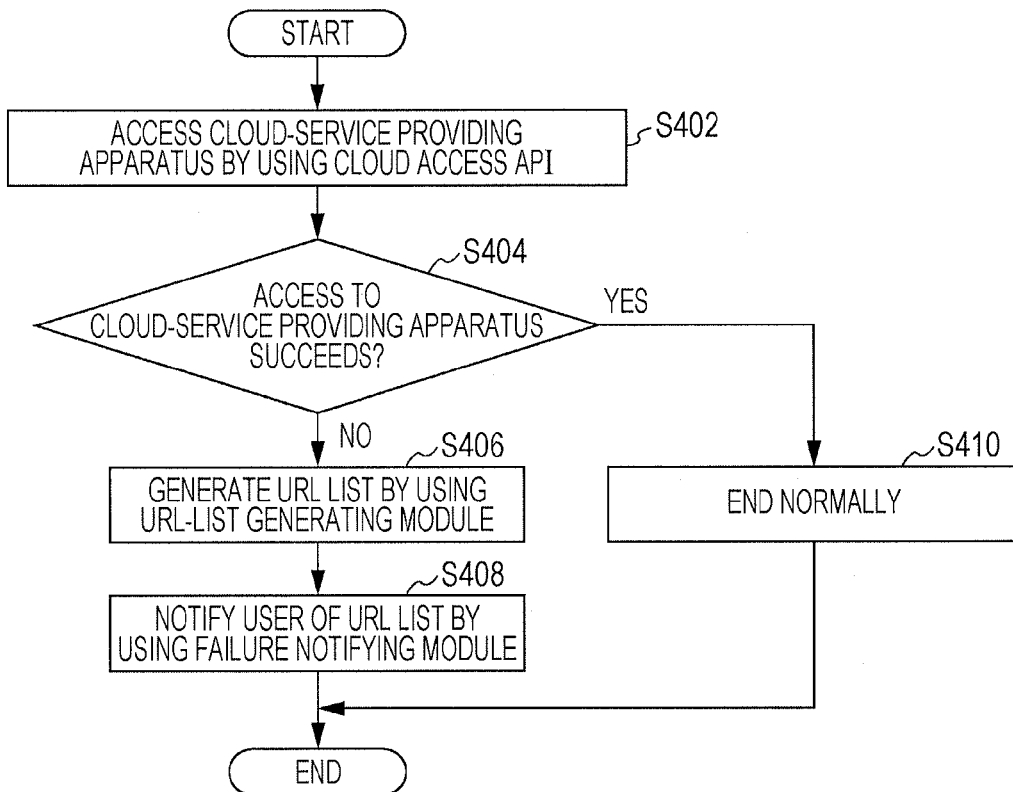 START
ACCESS CLOUD-SERVICE PROVIDING
APPARATUS BY USING CLOUD ACCESS API
S402
S404
ACCESS TO
CLOUD-SERVICE PROVIDING APPARATUS
SUCCEEDS?
YES
NO
S406
GENERATE URL LIST BY USING
URL-LIST GENERATING MODULE
S410
END NORMALLY
S408
NOTIFY USER OF URL LIST BY
USING FAILURE NOTIFYING MODULE
END